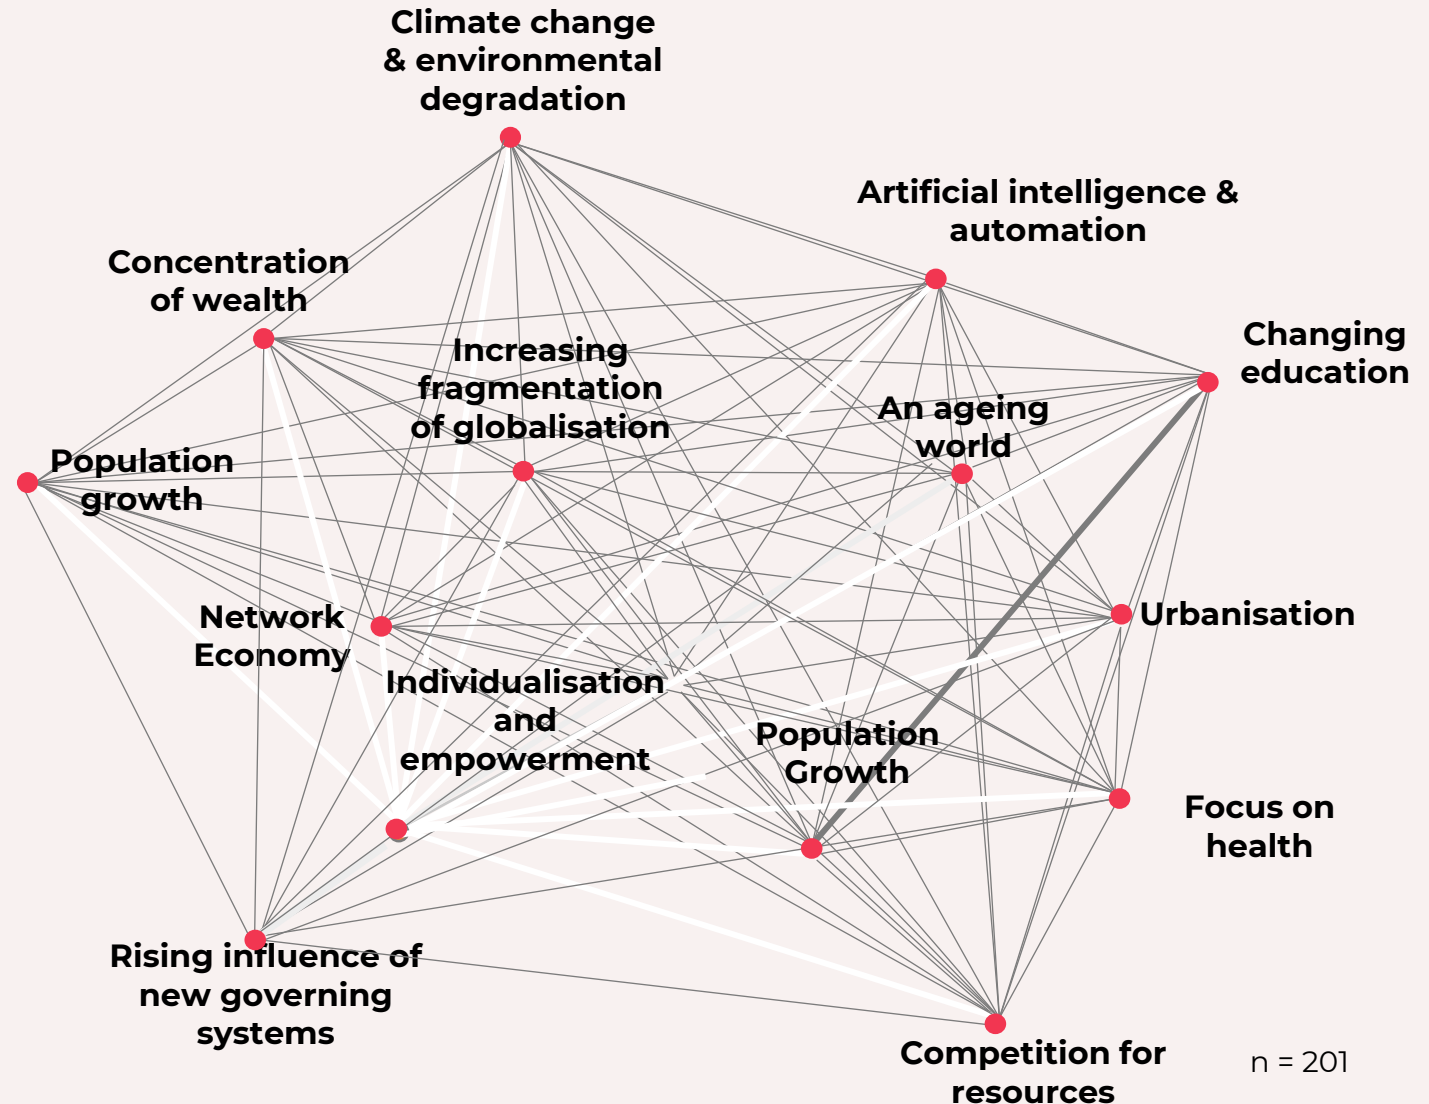 Climate change
& environmental
degradation
Artificial intelligence &
automation
Concentration
of wealth
Changing
education
Increasing
fragmentation
of globalisation
An ageing
world
Population
growth
Network
Economy
Urbanisation
Individualisation
and
empowerment
Population
Growth
Focus on
health
Rising influence of
new governing
systems
Competition for
resources
n = 201